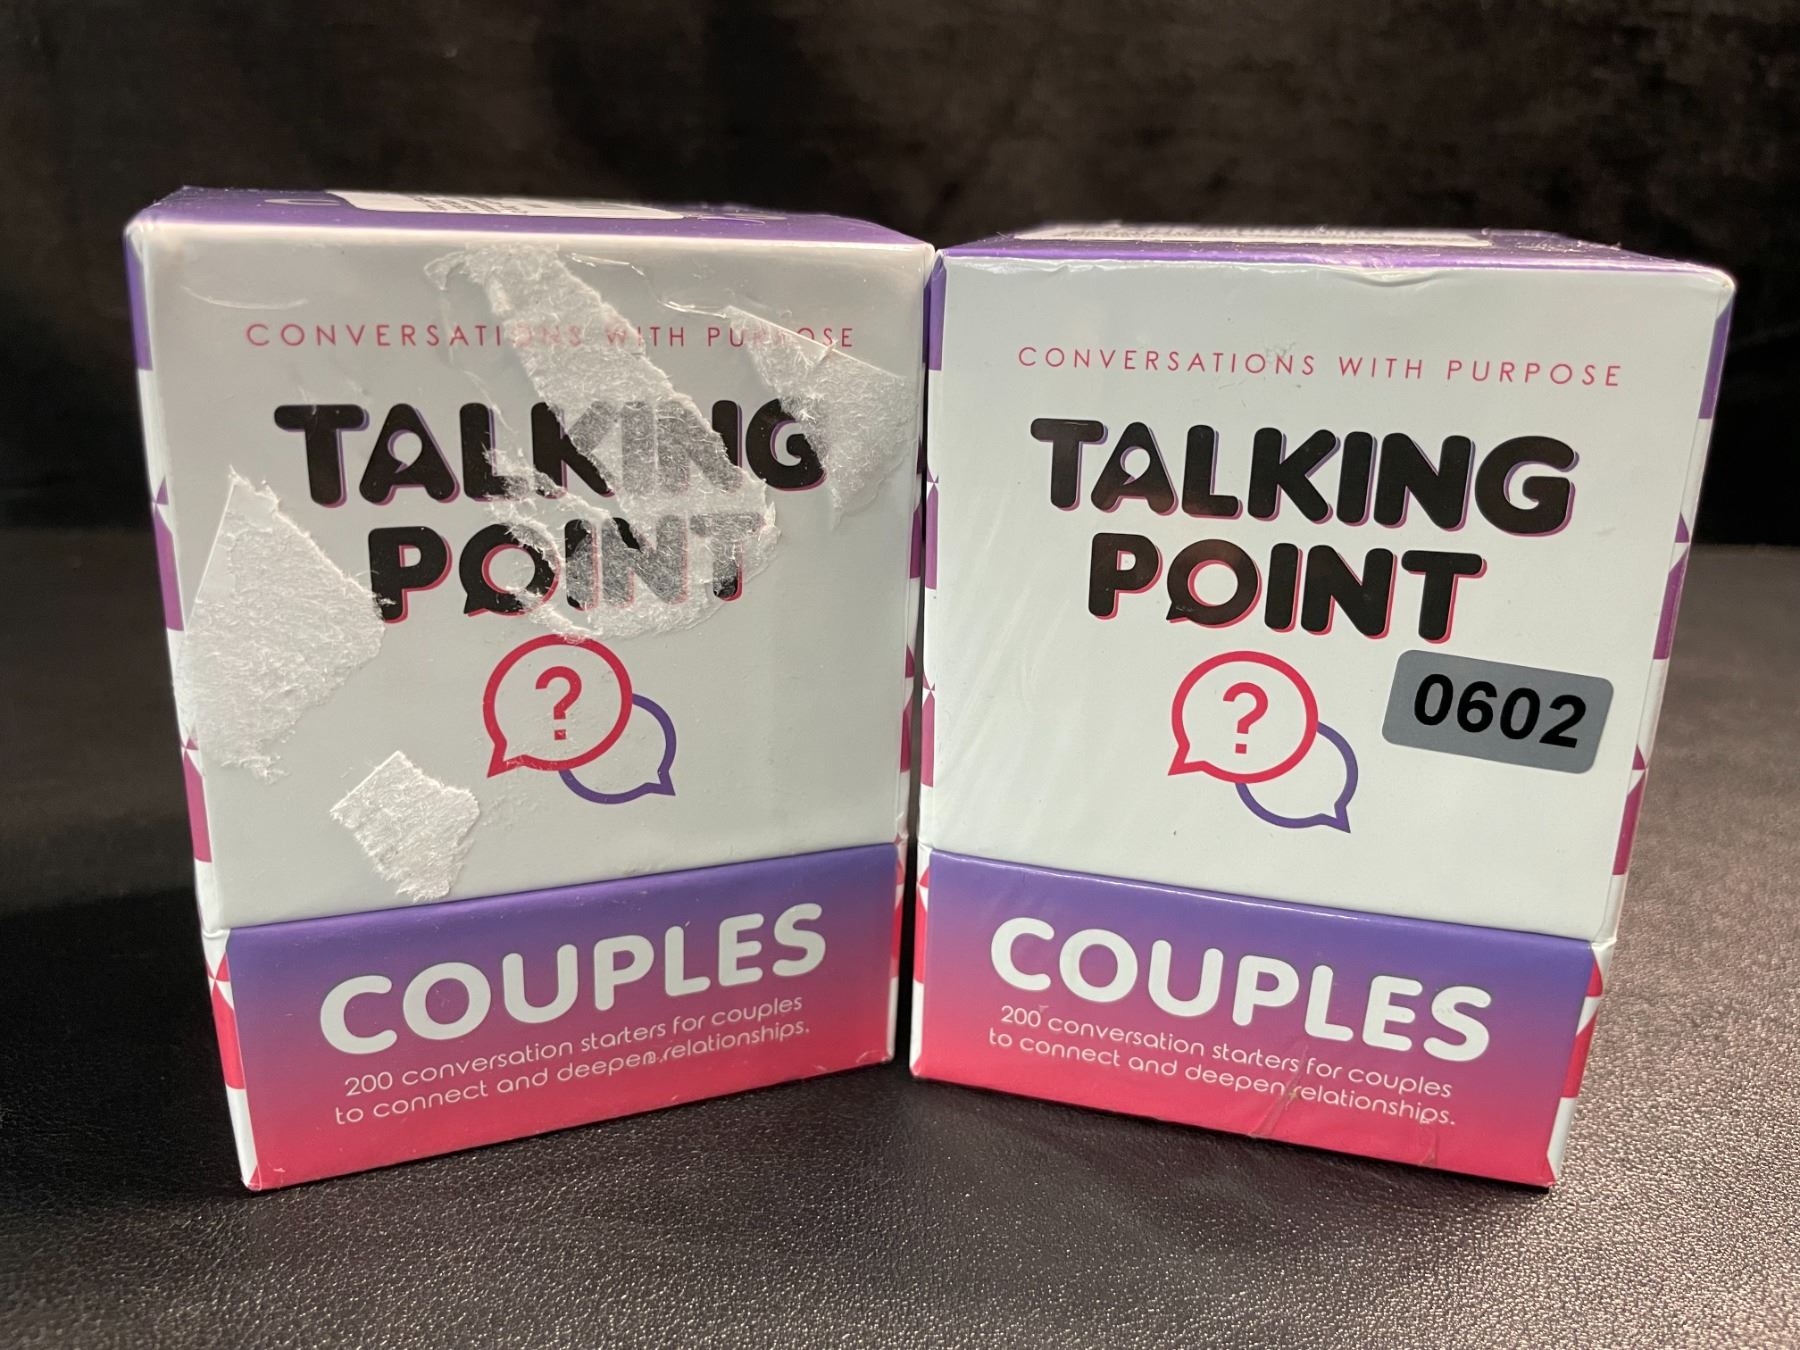 CONVERSATIONS WITH PURPOSE
TALKING
POINT
?
COUPLES
200 conversation starters for couples
to connect and deepen relationships.
CONVERSATIONS WITH PURPOSE
TALKING
POINT
?
0602
COUPLES
200 conversation starters for couples
to connect and deepen relationships.